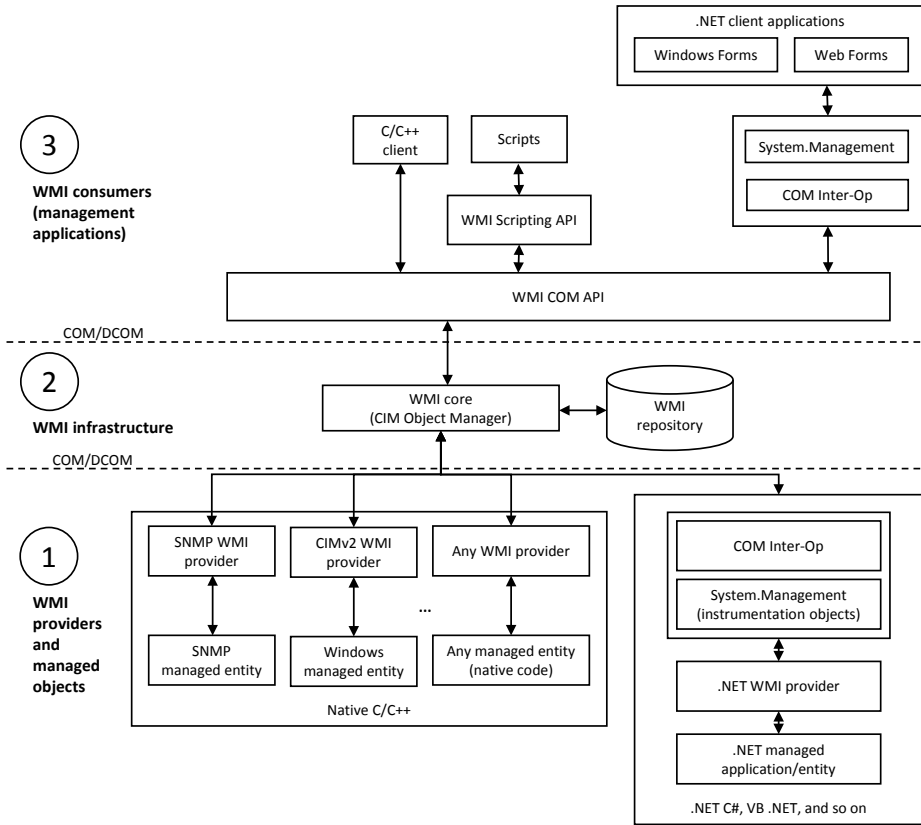 .NET client applications
Windows Forms
Web Forms
3
WMI consumers
(management
applications)
C/C++
client
Scripts
WMI Scripting API
System.Management
COM Inter-Op
WMI COM API
COM/DCOM
2
WMI infrastructure
WMI core
(CIM Object Manager)
WMI
repository
COM/DCOM
1
WMI
providers
and
managed
objects
SNMP WMI
provider
CIMv2 WMI
provider
Any WMI provider
...
SNMP
managed entity
Windows
managed entity
Any managed entity
(native code)
Native C/C++
COM Inter-Op
System.Management
(instrumentation objects)
.NET WMI provider
.NET managed
application/entity
.NET C#, VB .NET, and so on